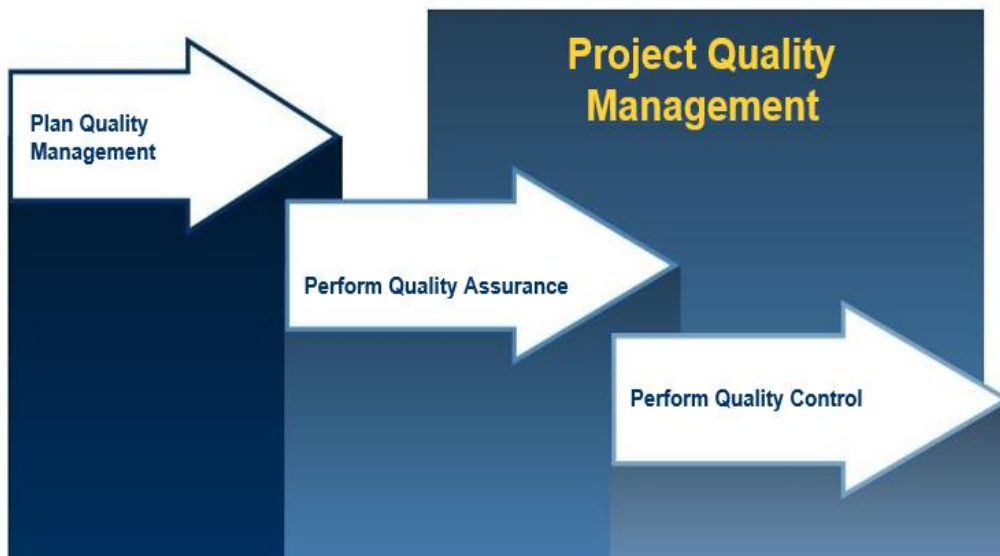 Project Quality
Management
Plan Quality
Management
Perform Quality Assurance
Perform Quality Control